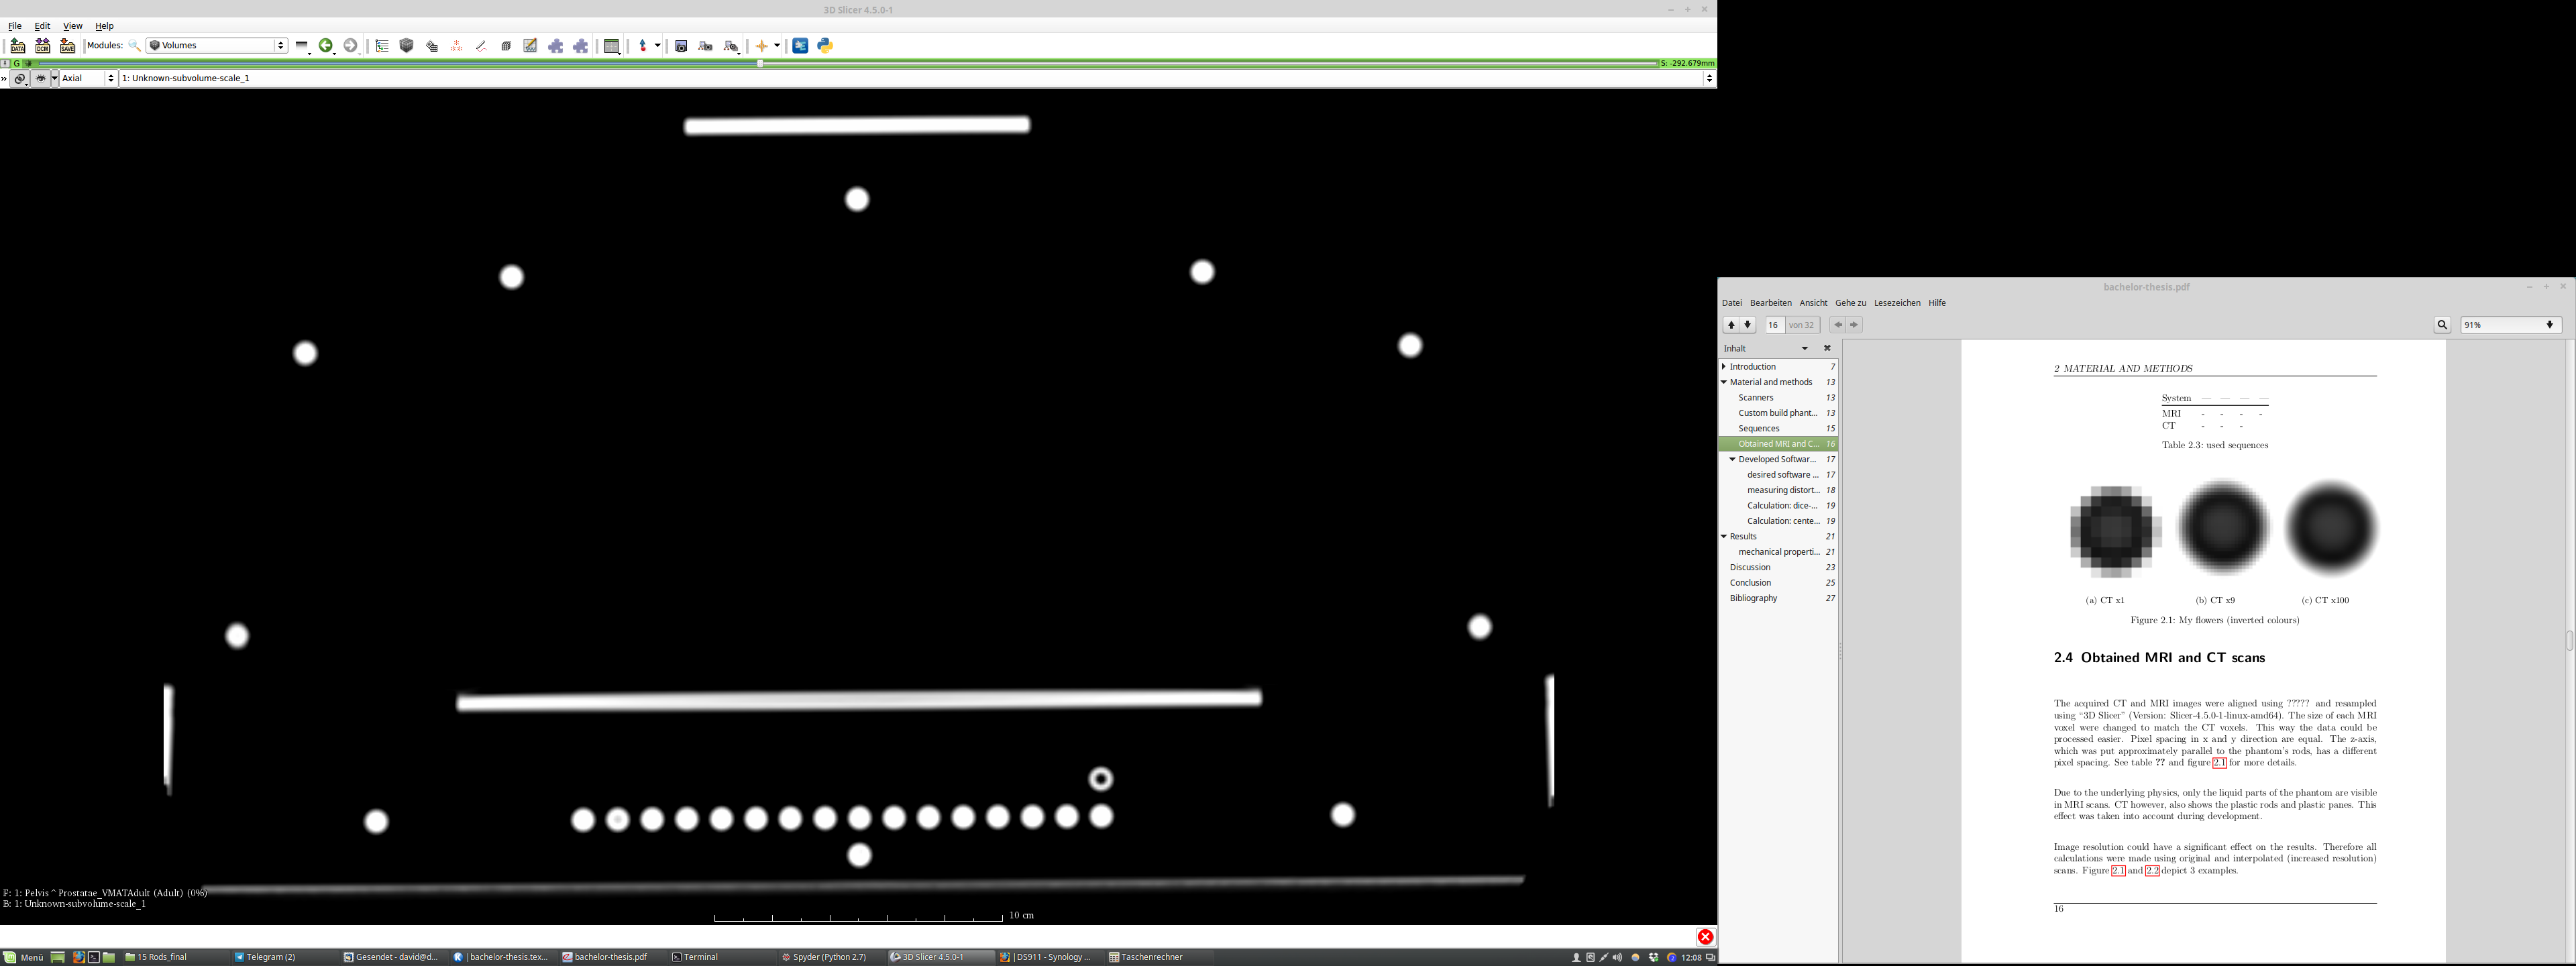 3D Slicer 4.5.0-1
File Edit View Help
DATA DCM SAVE Modules: Volumes
G S: -292.679mm
» Axial 1: Unknown-subvolume-scale_1
F: 1: Pelvis^Prostatae_VMATAdult (Adult) (0%)
B: 1: Unknown-subvolume-scale_1
10 cm
bachelor-thesis.pdf
Datei Bearbeiten Ansicht Gehe zu Lesezeichen Hilfe
16 von 32 91%
Inhalt
Introduction 7
Material and methods 13
Scanners 13
Custom build phant... 13
Sequences 15
Obtained MRI and C... 16
Developed Softwar... 17
desired software ... 17
measuring distort... 18
Calculation: dice-... 19
Calculation: cente... 19
Results 21
mechanical properti... 21
Discussion 23
Conclusion 25
Bibliography 27
2 MATERIAL AND METHODS
System — — — —
MRI - - - -
CT - - -
Table 2.3: used sequences
(a) CT x1 (b) CT x9 (c) CT x100
Figure 2.1: My flowers (inverted colours)
2.4 Obtained MRI and CT scans
The acquired CT and MRI images were aligned using ????? and resampled
using “3D Slicer” (Version: Slicer-4.5.0-1-linux-amd64). The size of each MRI
voxel were changed to match the CT voxels. This way the data could be
processed easier. Pixel spacing in x and y direction are equal. The z-axis,
which was put approximately parallel to the phantom’s rods, has a different
pixel spacing. See table ?? and figure 2.1 for more details.
Due to the underlying physics, only the liquid parts of the phantom are visible
in MRI scans. CT however, also shows the plastic rods and plastic panes. This
effect was taken into account during development.
Image resolution could have a significant effect on the results. Therefore all
calculations were made using original and interpolated (increased resolution)
scans. Figure 2.1 and 2.2 depict 3 examples.
16
Menü 15 Rods_final Telegram (2) Gesendet - david@d... |bachelor-thesis.tex... bachelor-thesis.pdf Terminal Spyder (Python 2.7) 3D Slicer 4.5.0-1 |DS911 - Synology ... Taschenrechner 12:08